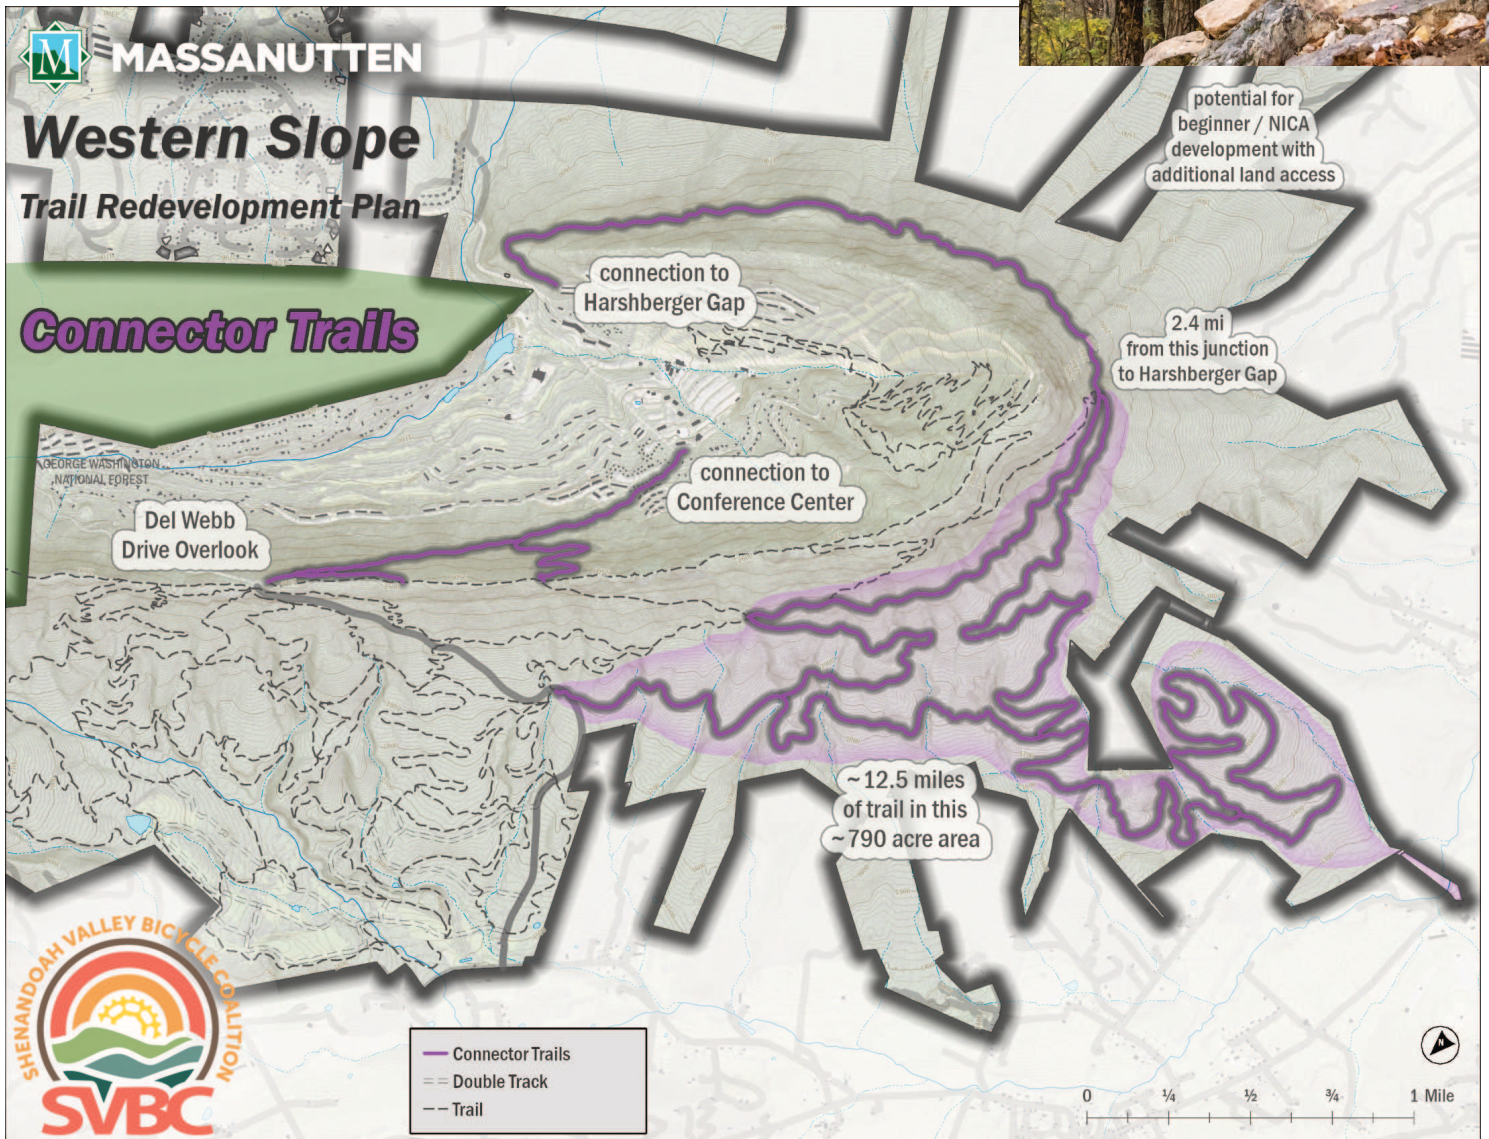 M MASSANUTTEN
Western Slope
Trail Redevelopment Plan
Connector Trails
potential for
beginner / NICA
development with
additional land access
connection to
Harshberger Gap
2.4 mi
from this junction
to Harshberger Gap
GEORGE WASHINGTON
NATIONAL FOREST
connection to
Conference Center
Del Webb
Drive Overlook
~ 12.5 miles
of trail in this
~ 790 acre area
SHENANDOAH VALLEY BICYCLE COALITION
SVBC
Connector Trails
Double Track
Trail
N
0 ¼ ½ ¾ 1 Mile